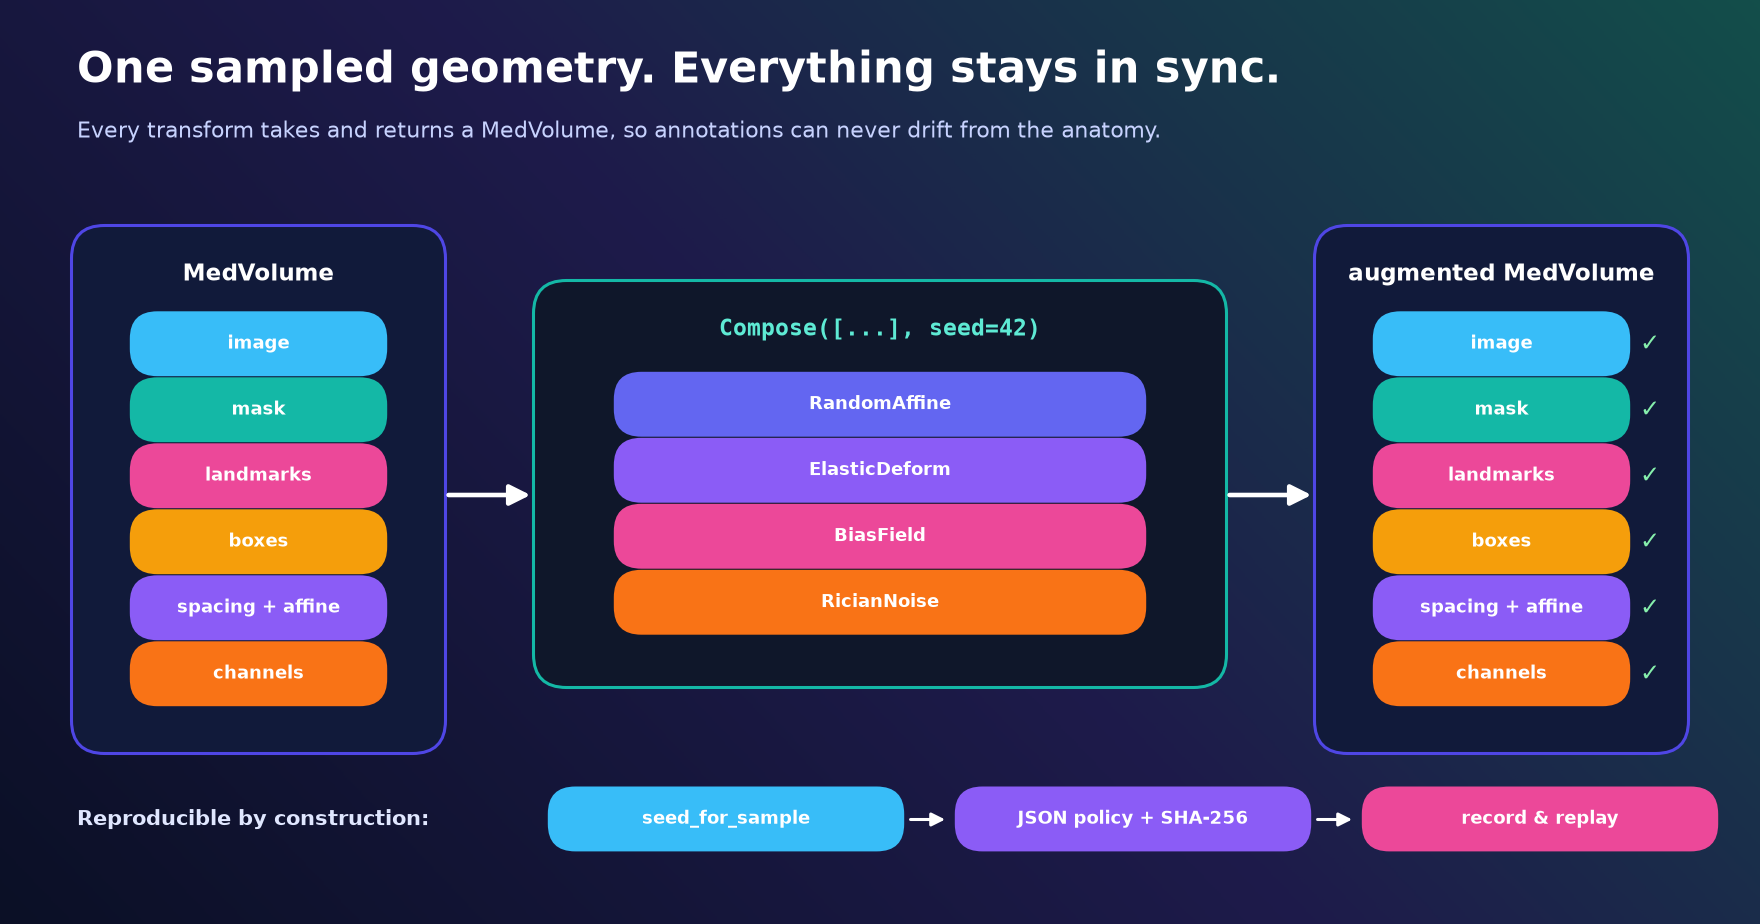 One sampled geometry. Everything stays in sync.
Every transform takes and returns a MedVolume, so annotations can never drift from the anatomy.
MedVolume
image
mask
landmarks
boxes
spacing + affine
channels
Compose([...], seed=42)
RandomAffine
ElasticDeform
BiasField
RicianNoise
augmented MedVolume
image ✓
mask ✓
landmarks ✓
boxes ✓
spacing + affine ✓
channels ✓
Reproducible by construction:
seed_for_sample
JSON policy + SHA-256
record & replay